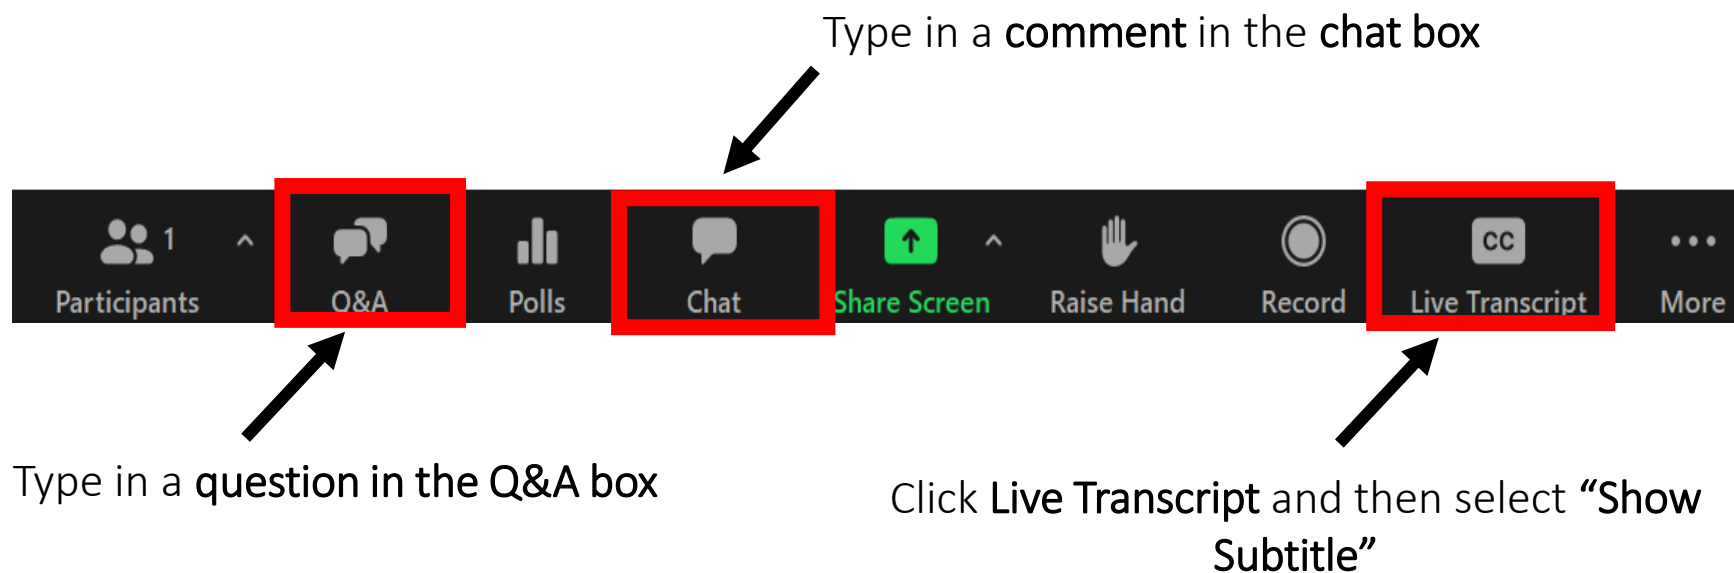 Type in a comment in the chat box
1
Participants
Q&A
Polls
Chat
Share Screen
Raise Hand
Record
CC
Live Transcript
More
Type in a question in the Q&A box
Click Live Transcript and then select “Show
Subtitle”